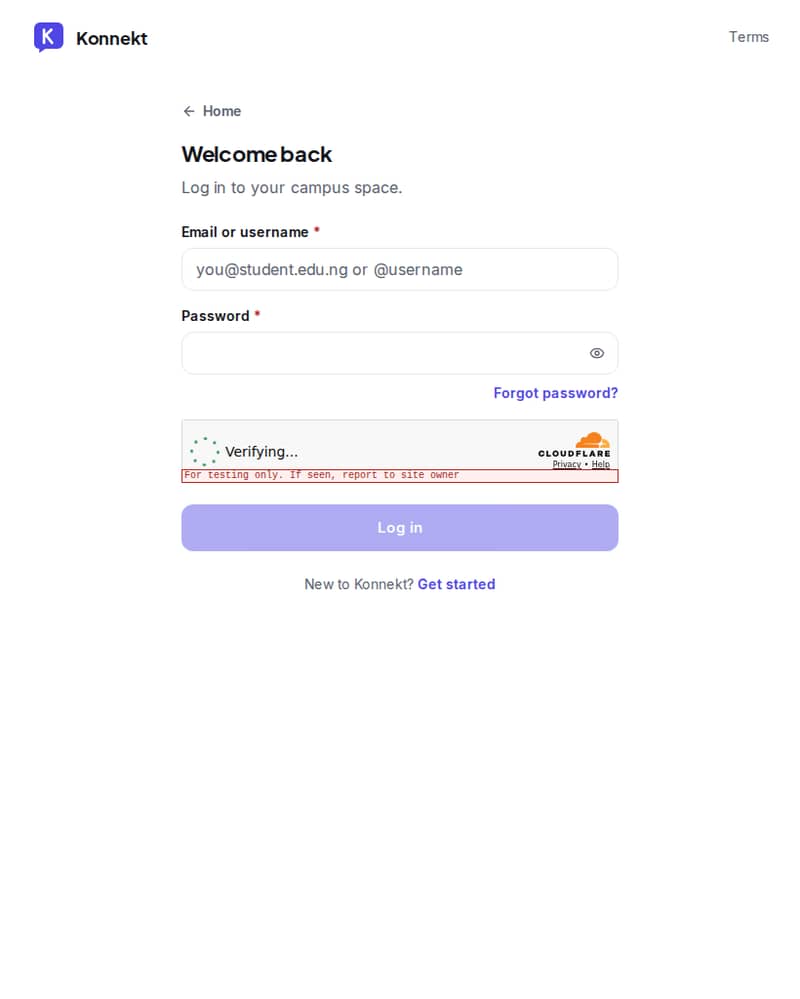 K Konnekt
Terms
← Home
Welcome back
Log in to your campus space.
Email or username *
you@student.edu.ng or @username
Password *
Forgot password?
Verifying...
CLOUDFLARE
Privacy • Help
For testing only. If seen, report to site owner
Log in
New to Konnekt? Get started